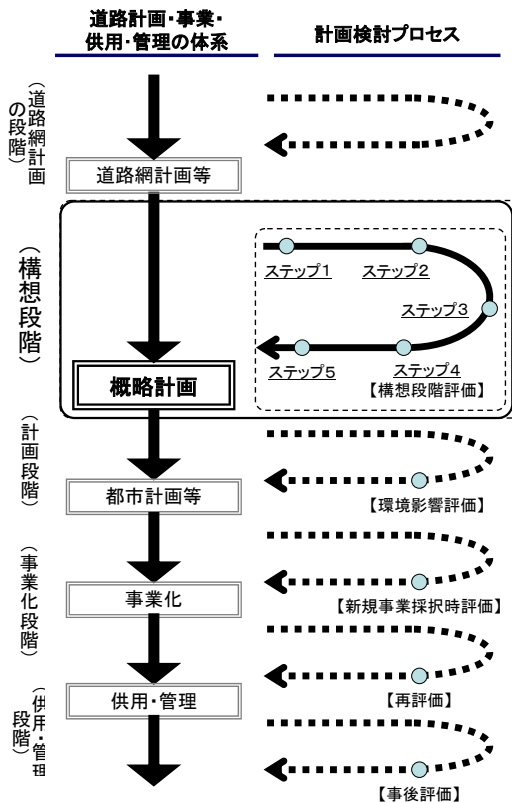 道路計画・事業・
供用・管理の体系
計画検討プロセス
(道路網計画
の段階)
道路網計画等
(構想段階)
ステップ1
ステップ2
ステップ3
ステップ4
ステップ5
【構想段階評価】
概略計画
(計画段階)
都市計画等
【環境影響評価】
(事業化段階)
事業化
【新規事業採択時評価】
【再評価】
(供用・管理
段階)
供用・管理
【事後評価】